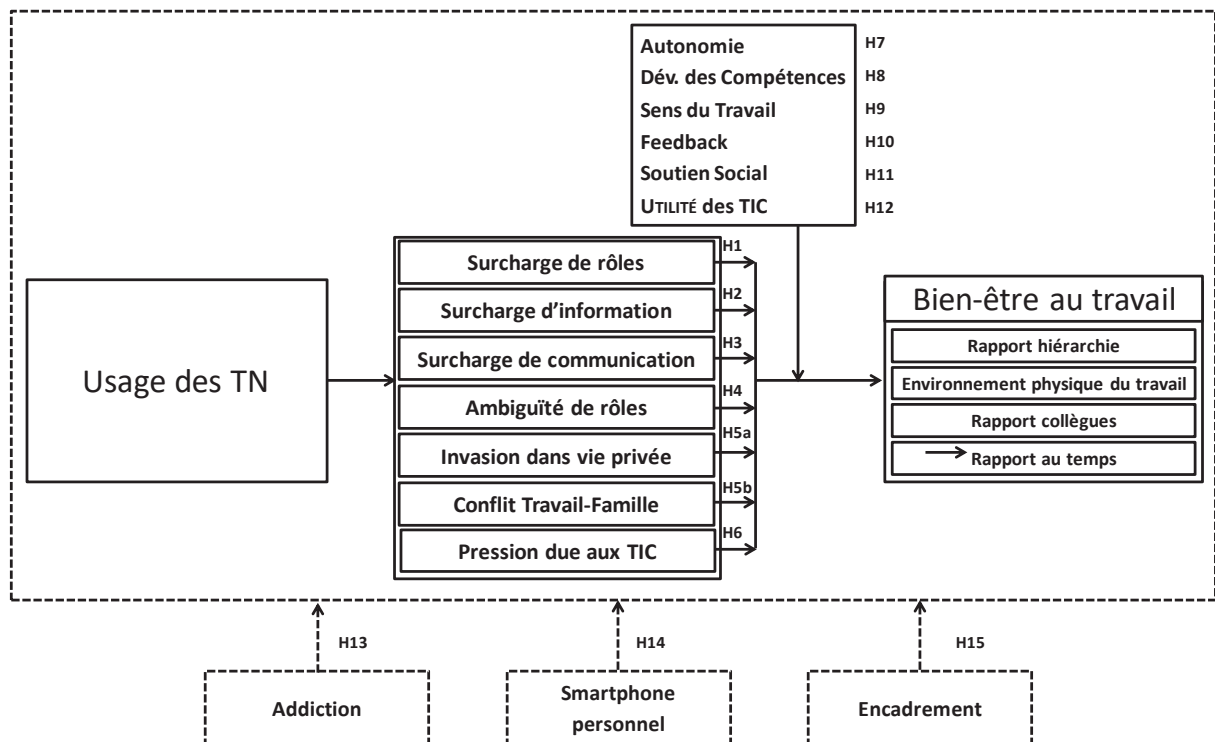 Autonomie H7
Dév. des Compétences H8
Sens du Travail H9
Feedback H10
Soutien Social H11
UTILITÉ des TIC H12
Usage des TN
Surcharge de rôles H1
Surcharge d'information H2
Surcharge de communication H3
Ambiguïté de rôles H4
Invasion dans vie privée H5a
Conflit Travail-Famille H5b
Pression due aux TIC H6
Bien-être au travail
Rapport hiérarchie
Environnement physique du travail
Rapport collègues
Rapport au temps
H13 H14 H15
Addiction
Smartphone
personnel
Encadrement